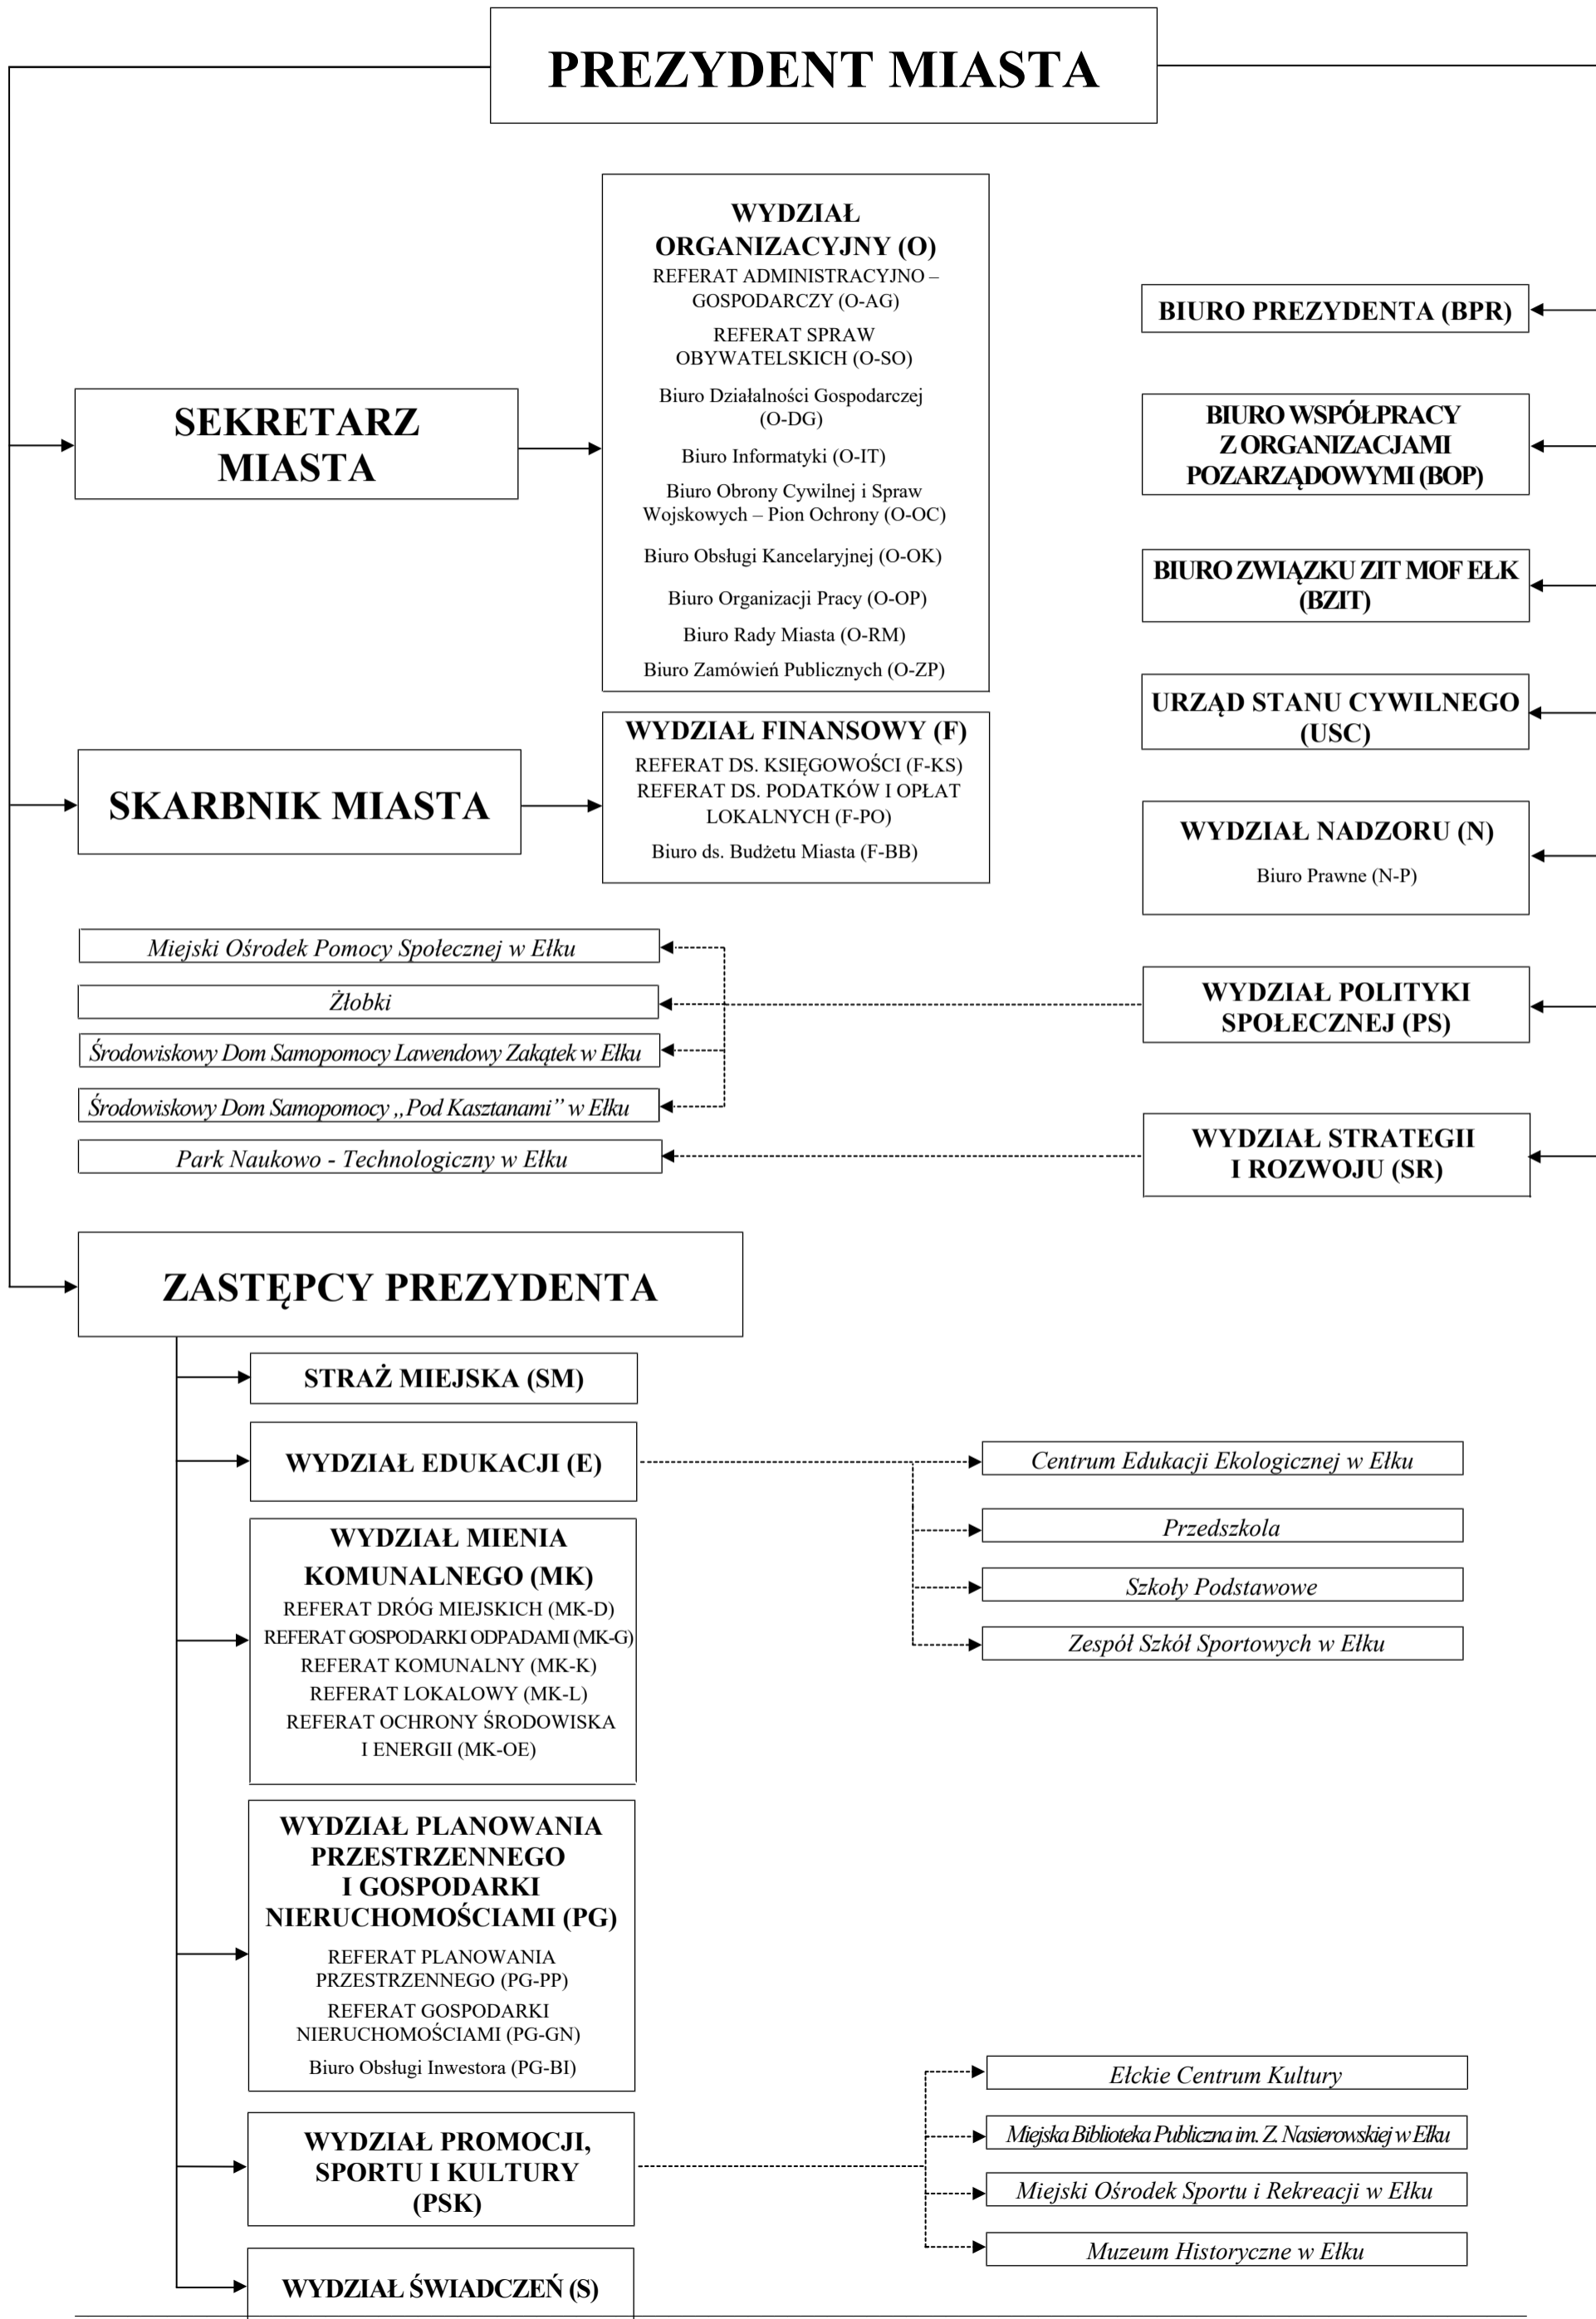 PREZYDENT MIASTA
WYDZIAŁ
ORGANIZACYJNY (O)
REFERAT ADMINISTRACYJNO –
GOSPODARCZY (O-AG)
REFERAT SPRAW
OBYWATELSKICH (O-SO)
Biuro Działalności Gospodarczej
(O-DG)
Biuro Informatyki (O-IT)
Biuro Obrony Cywilnej i Spraw
Wojskowych – Pion Ochrony (O-OC)
Biuro Obsługi Kancelaryjnej (O-OK)
Biuro Organizacji Pracy (O-OP)
Biuro Rady Miasta (O-RM)
Biuro Zamówień Publicznych (O-ZP)
SEKRETARZ
MIASTA
BIURO PREZYDENTA (BPR)
BIURO WSPÓŁPRACY
Z ORGANIZACJAMI
POZARZĄDOWYMI (BOP)
BIURO ZWIĄZKU ZIT MOF EŁK
(BZIT)
URZĄD STANU CYWILNEGO
(USC)
SKARBNIK MIASTA
WYDZIAŁ FINANSOWY (F)
REFERAT DS. KSIĘGOWOŚCI (F-KS)
REFERAT DS. PODATKÓW I OPŁAT
LOKALNYCH (F-PO)
Biuro ds. Budżetu Miasta (F-BB)
WYDZIAŁ NADZORU (N)
Biuro Prawne (N-P)
Miejski Ośrodek Pomocy Społecznej w Ełku
Żłobki
Środowiskowy Dom Samopomocy Lawendowy Zakątek w Ełku
Środowiskowy Dom Samopomocy „Pod Kasztanami” w Ełku
Park Naukowo - Technologiczny w Ełku
WYDZIAŁ POLITYKI
SPOŁECZNEJ (PS)
WYDZIAŁ STRATEGII
I ROZWOJU (SR)
ZASTĘPCY PREZYDENTA
STRAŻ MIEJSKA (SM)
WYDZIAŁ EDUKACJI (E)
Centrum Edukacji Ekologicznej w Ełku
Przedszkola
Szkoły Podstawowe
Zespół Szkół Sportowych w Ełku
WYDZIAŁ MIENIA
KOMUNALNEGO (MK)
REFERAT DRÓG MIEJSKICH (MK-D)
REFERAT GOSPODARKI ODPADAMI (MK-G)
REFERAT KOMUNALNY (MK-K)
REFERAT LOKALOWY (MK-L)
REFERAT OCHRONY ŚRODOWISKA
I ENERGII (MK-OE)
WYDZIAŁ PLANOWANIA
PRZESTRZENNEGO
I GOSPODARKI
NIERUCHOMOŚCIAMI (PG)
REFERAT PLANOWANIA
PRZESTRZENNEGO (PG-PP)
REFERAT GOSPODARKI
NIERUCHOMOŚCIAMI (PG-GN)
Biuro Obsługi Inwestora (PG-BI)
WYDZIAŁ PROMOCJI,
SPORTU I KULTURY
(PSK)
Ełckie Centrum Kultury
Miejska Biblioteka Publiczna im. Z. Nasierowskiej w Ełku
Miejski Ośrodek Sportu i Rekreacji w Ełku
Muzeum Historyczne w Ełku
WYDZIAŁ ŚWIADCZEŃ (S)